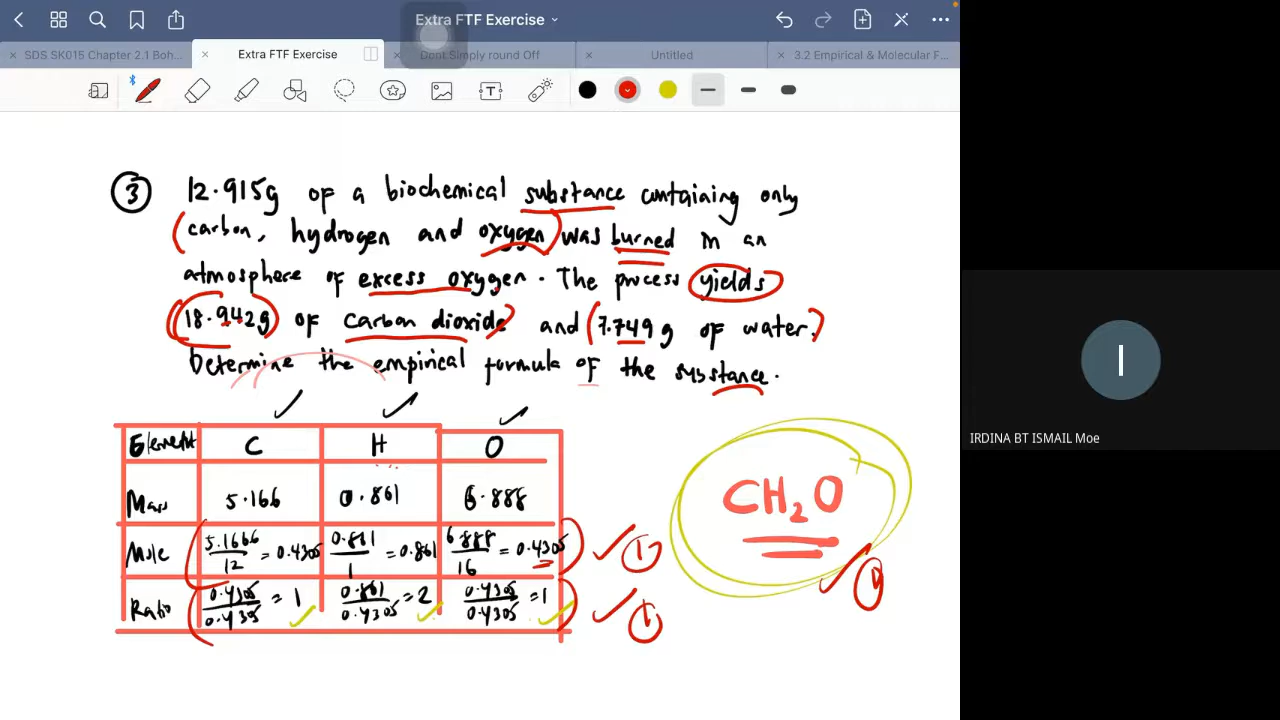 Extra FTF Exercise
SDS SK015 Chapter 2.1 Boh...
Extra FTF Exercise
Dont Simply round Off
Untitled
3.2 Empirical & Molecular F...
T
③ 12.915g of a biochemical substance containing only
(carbon, hydrogen and oxygen) was burned in an
atmosphere of excess oxygen. The process yields
18.942g of carbon dioxide and (7.749 g of water.)
Determine the empirical formula of the substance.
Element C H O
Mass 5.166 0.861 6.888
Mole 5.1666/12 = 0.4305 0.861/1 = 0.861 6.888/16 = 0.4305 ①
Ratio 0.4305/0.4305 = 1 0.861/0.4305 = 2 0.4305/0.4305 = 1 ①
CH₂O
I
IRDINA BT ISMAIL Moe